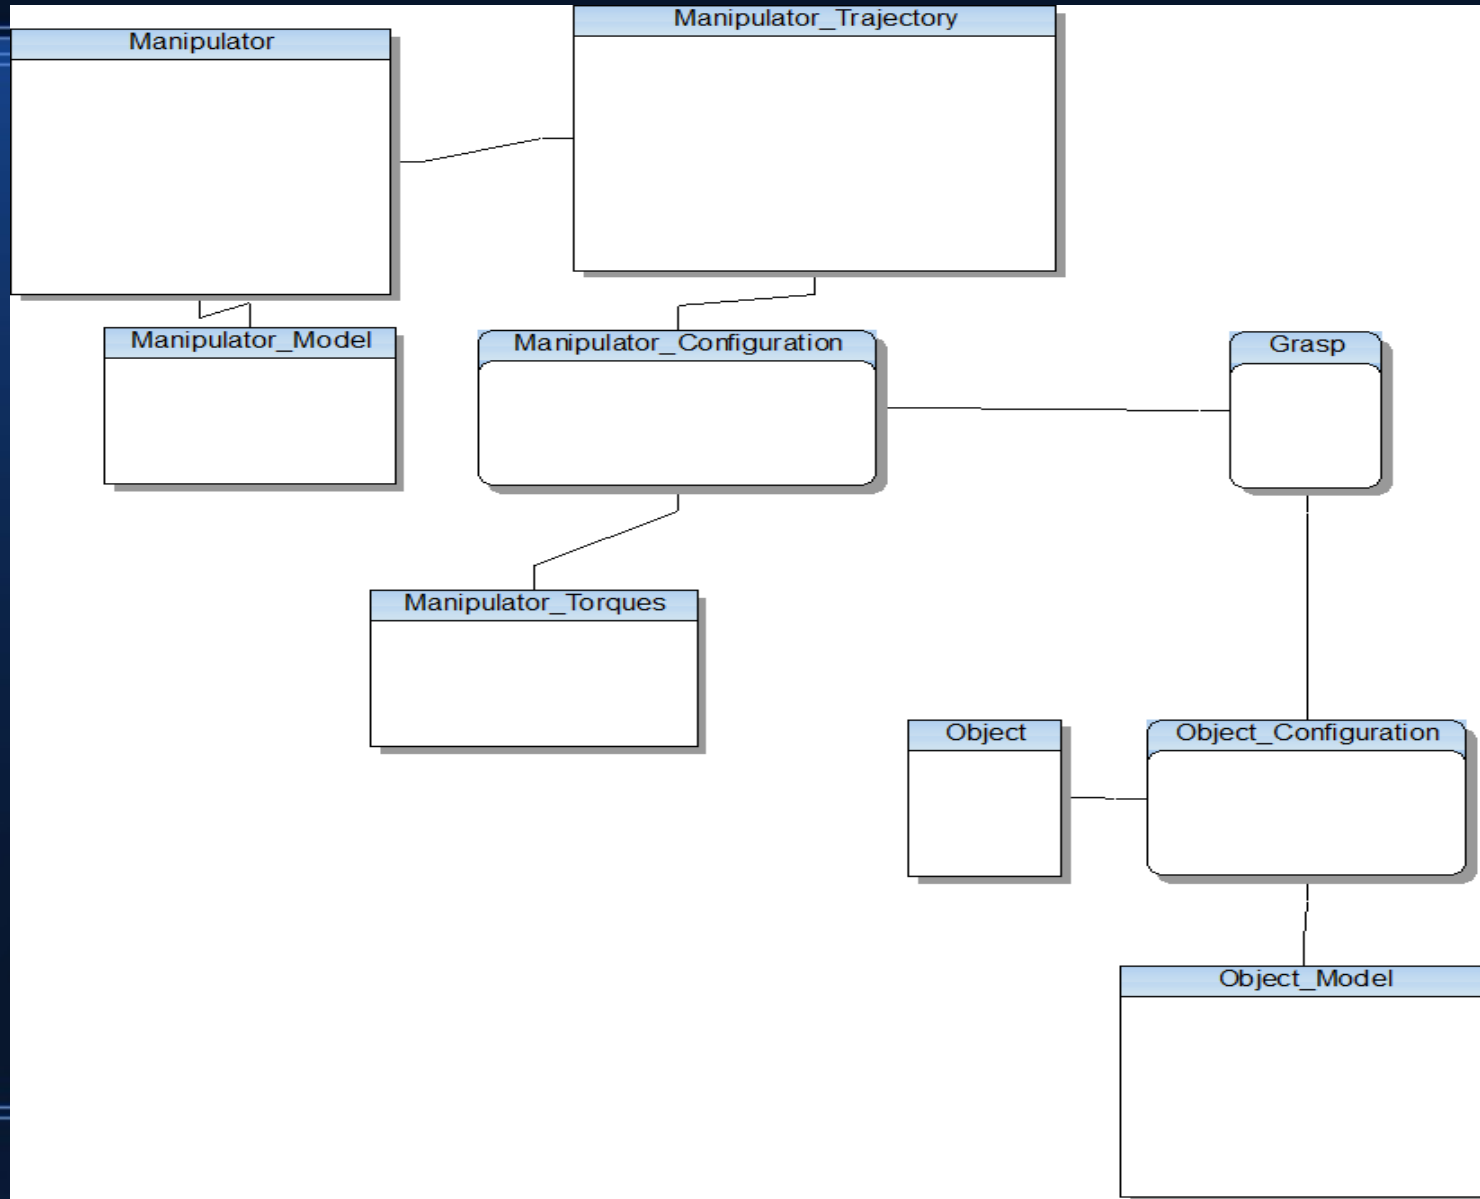 Manipulator_Trajectory
Manipulator
Manipulator_Model
Manipulator_Configuration
Grasp
Manipulator_Torques
Object
Object_Configuration
Object_Model